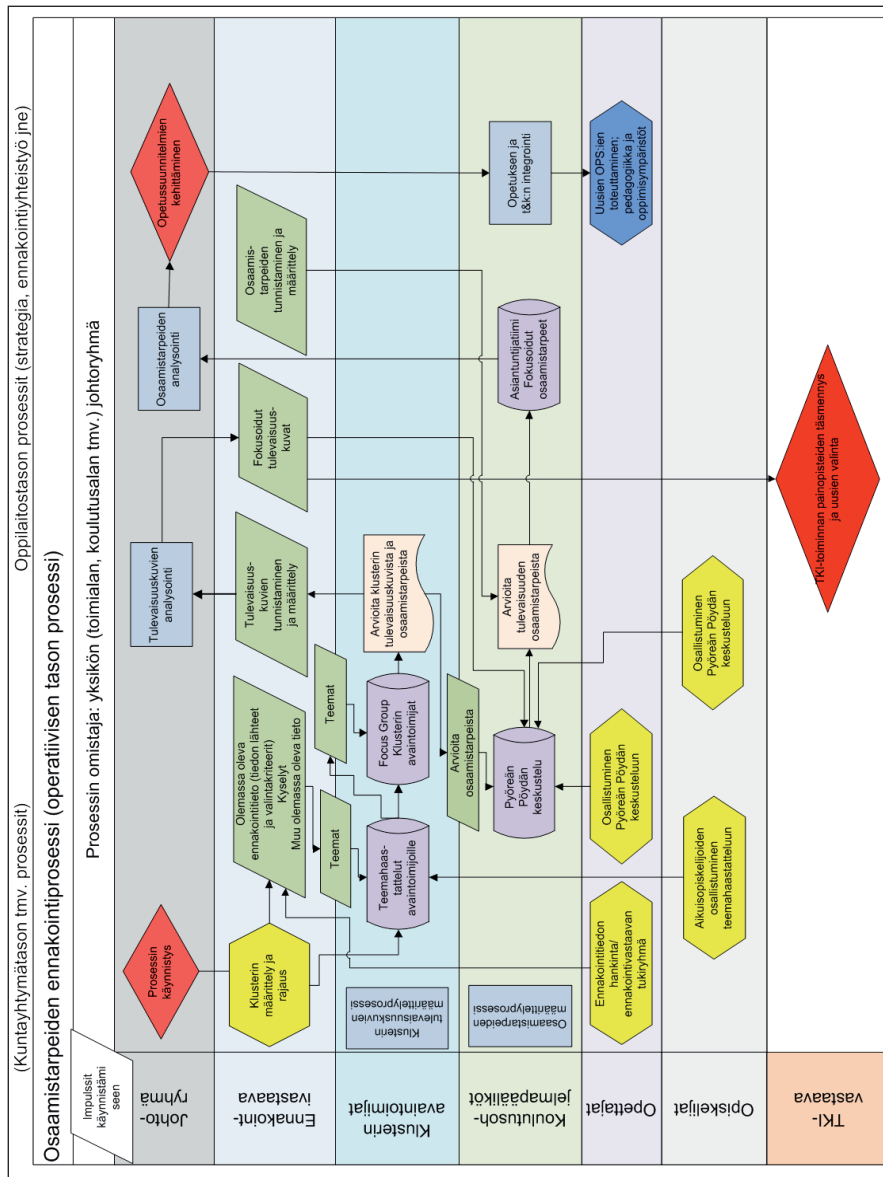 (Kuntayhtymätason tmv. prosessit)
Oppilaitostason prosessit (strategia, ennakointiyhteistyö jne)
Osaamistarpeiden ennakointiprosessi (operatiivisen tason prosessi)
Impulssit
käynnistämi
seen
Prosessin omistaja: yksikön (toimialan, koulutusalan tmv.) johtoryhmä
Johto-
ryhmä
Prosessin
käynnistys
Tulevaisuuskuvien
analysointi
Osaamistarpeiden
analysointi
Opetussuunnitelmien
kehittäminen
Ennakoint-
ivastaava
Klusterin
määrittely ja
rajaus
Olemassa oleva
ennakointitieto (tiedon lähteet
ja valintakriteerit)
Kyselyt
Muu olemassa oleva tieto
Teemat
Teemat
Tulevaisuus-
kuvien
tunnistaminen
ja määrittely
Fokusoidut
tulevaisuus-
kuvat
Osaamis-
tarpeiden
tunnistaminen ja
määrittely
Klusterin
avaintoimijat
Klusterin
tulevaisuuskuvien
määrittelyprosessi
Teemahaas-
tattelut
avaintoimijoille
Focus Group
Klusterin
avaintoimijat
Arvioita klusterin
tulevaisuuskuvista ja
osaamistarpeista
Koulutusoh-
jelmapäälliköt
Osaamistarpeiden
määrittelyprosessi
Arvioita
osaamistarpeista
Pyöreän
Pöydän
keskustelu
Arvioita
tulevaisuuden
osaamistarpeista
Asiantuntijatiimi
Fokusoidut
osaamistarpeet
Opetuksen ja
t&k:n integrointi
Opettajat
Ennakointitiedon
hankinta/
ennakointivastaavan
tukiryhmä
Osallistuminen
Pyöreän Pöydän
keskusteluun
Uusien OPS:ien
toteuttaminen;
pedagogiikka ja
oppimisympäristöt
Opiskelijat
Aikuisopiskelijoiden
osallistuminen
teemahaastatteluun
Osallistuminen
Pyöreän Pöydän
keskusteluun
TKI-
vastaava
TKI-toiminnan painopisteiden täsmennys
ja uusien valinta